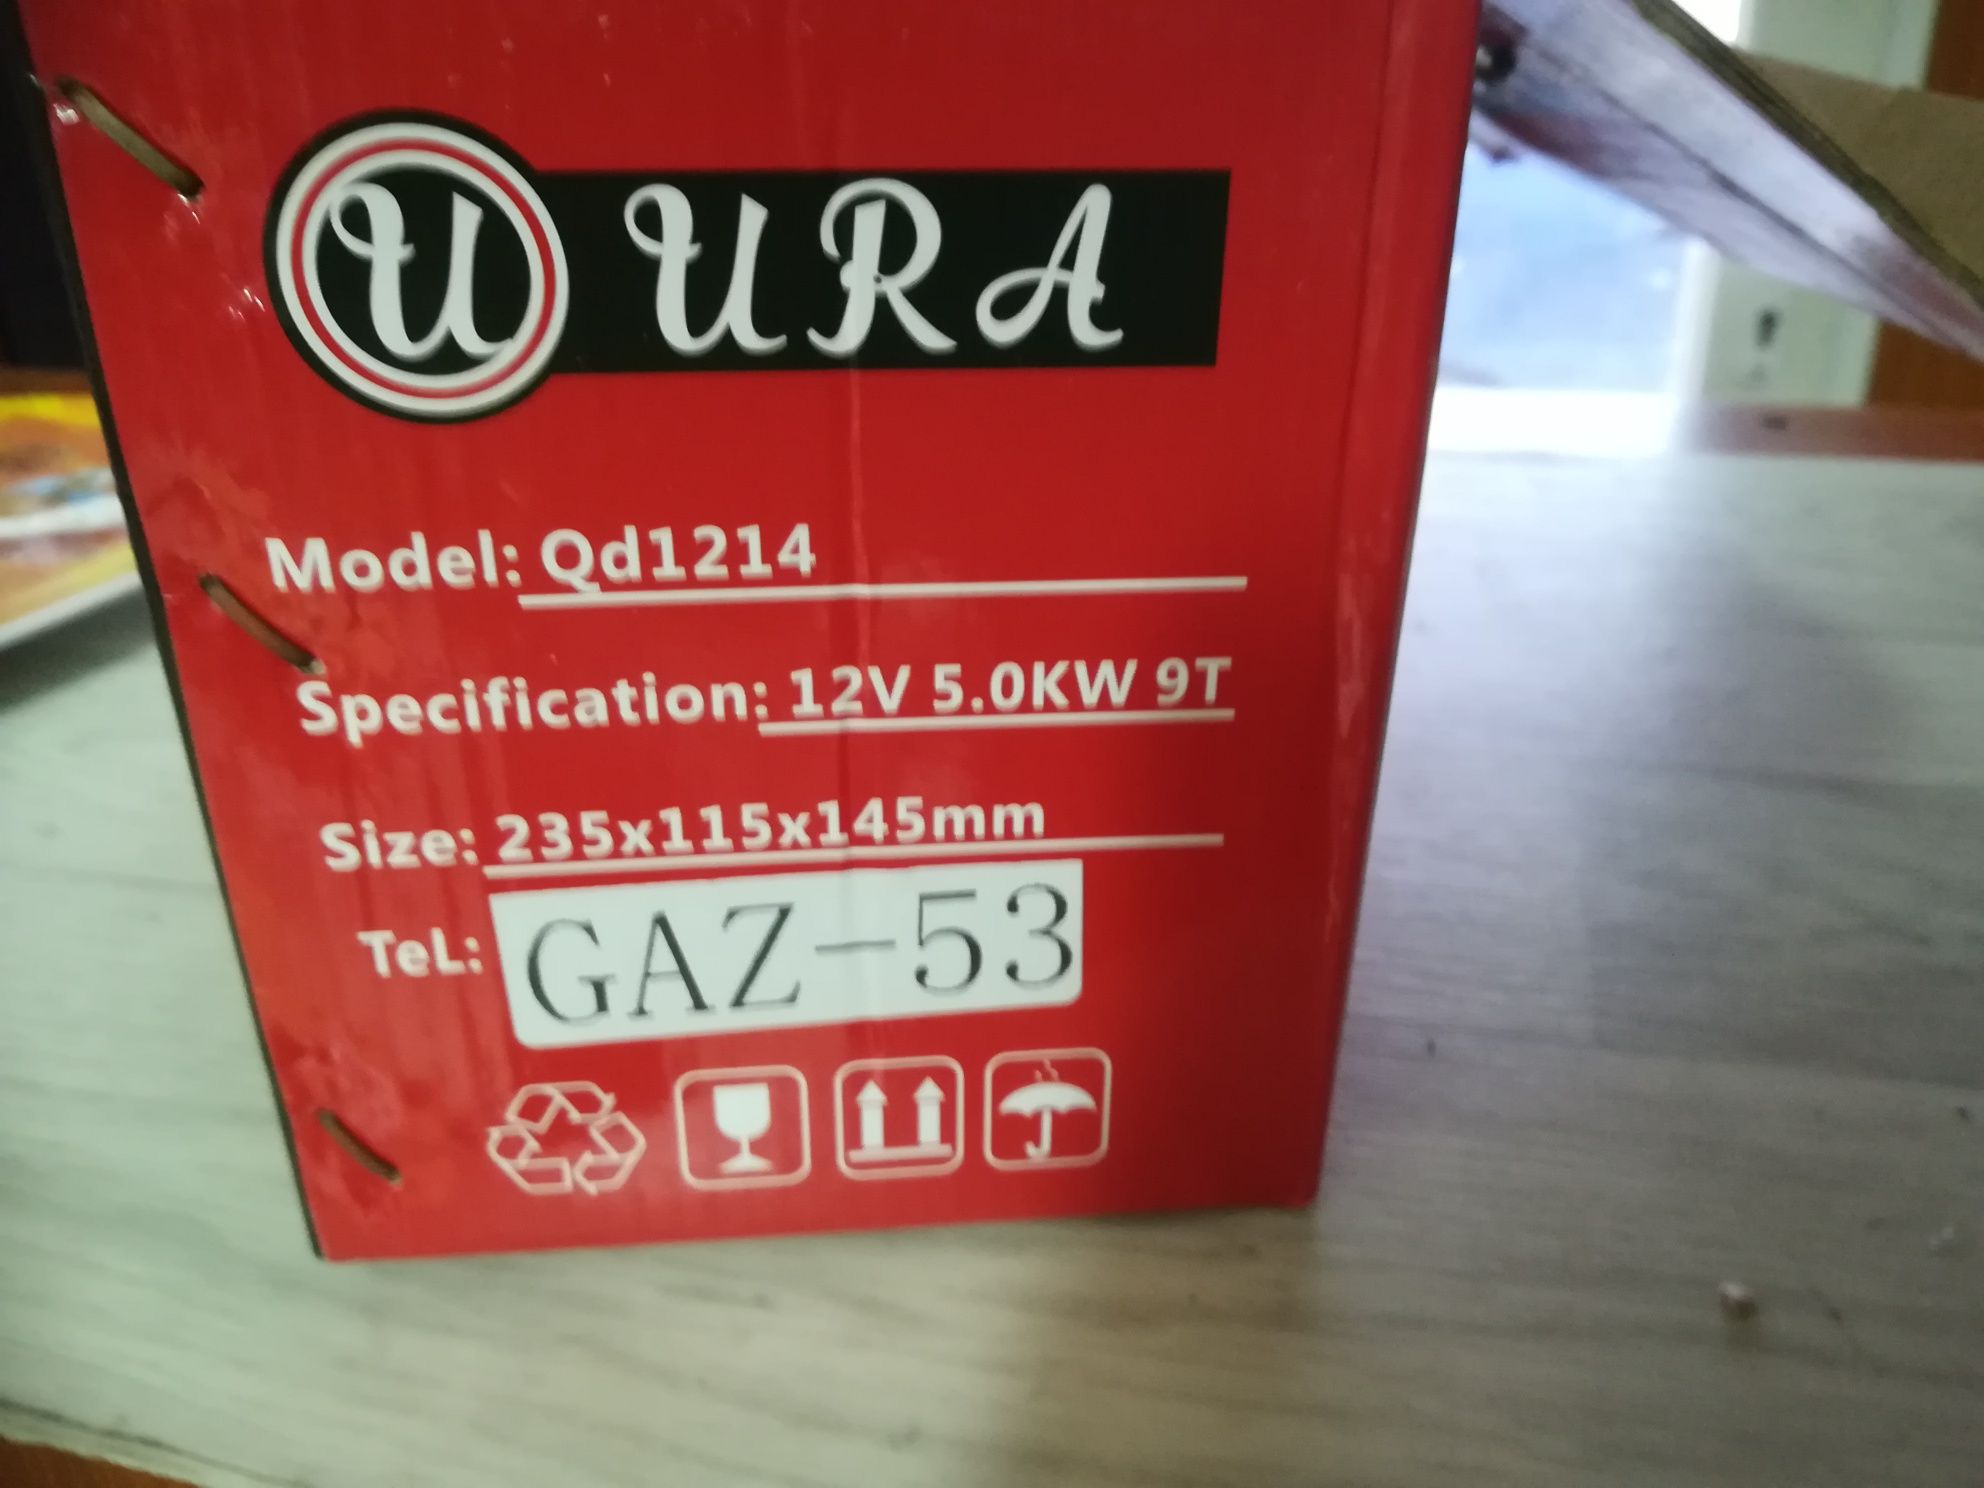 U URA
Model: Qd1214
Specification: 12V 5.0KW 9T
Size: 235x115x145mm
TeL: GAZ-53